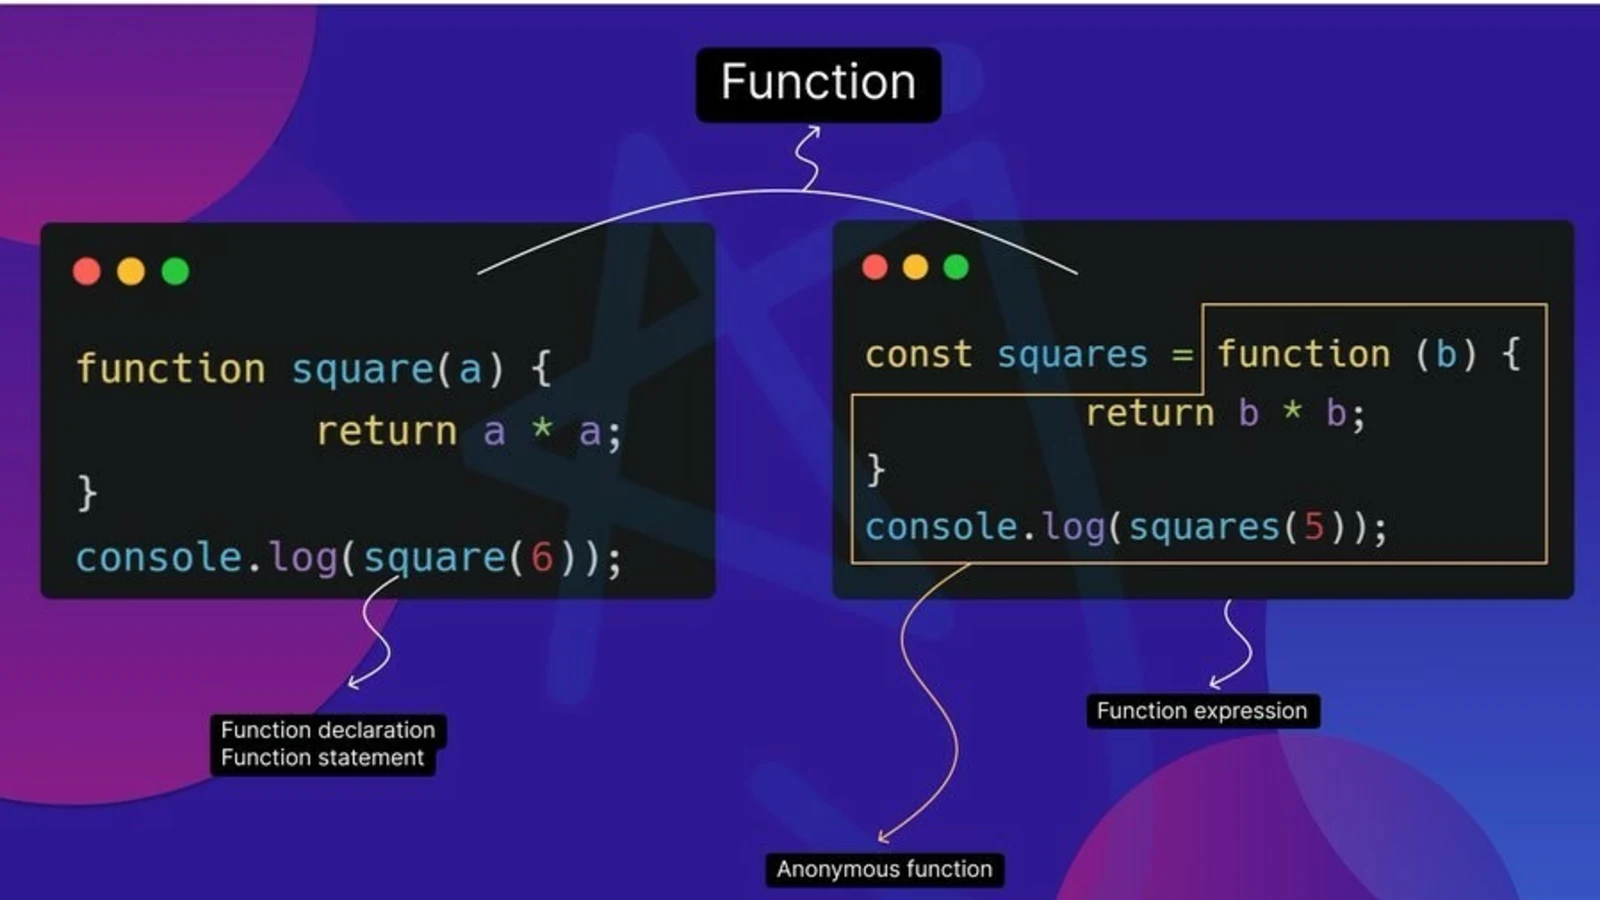 Function
function square(a) {
return a * a;
}
console.log(square(6));
const squares = function (b) {
return b * b;
}
console.log(squares(5));
Function declaration
Function statement
Function expression
Anonymous function